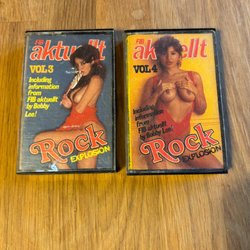 FIB
aktuellt
VOL 3
Including
information
from
FIB aktuellt
by Bobby
Lee!
Rock
EXPLOSION
FIB
aktuellt
VOL 4
Including
information
from
FIB aktuellt
by Bobby
Lee!
Rock
EXPLOSION